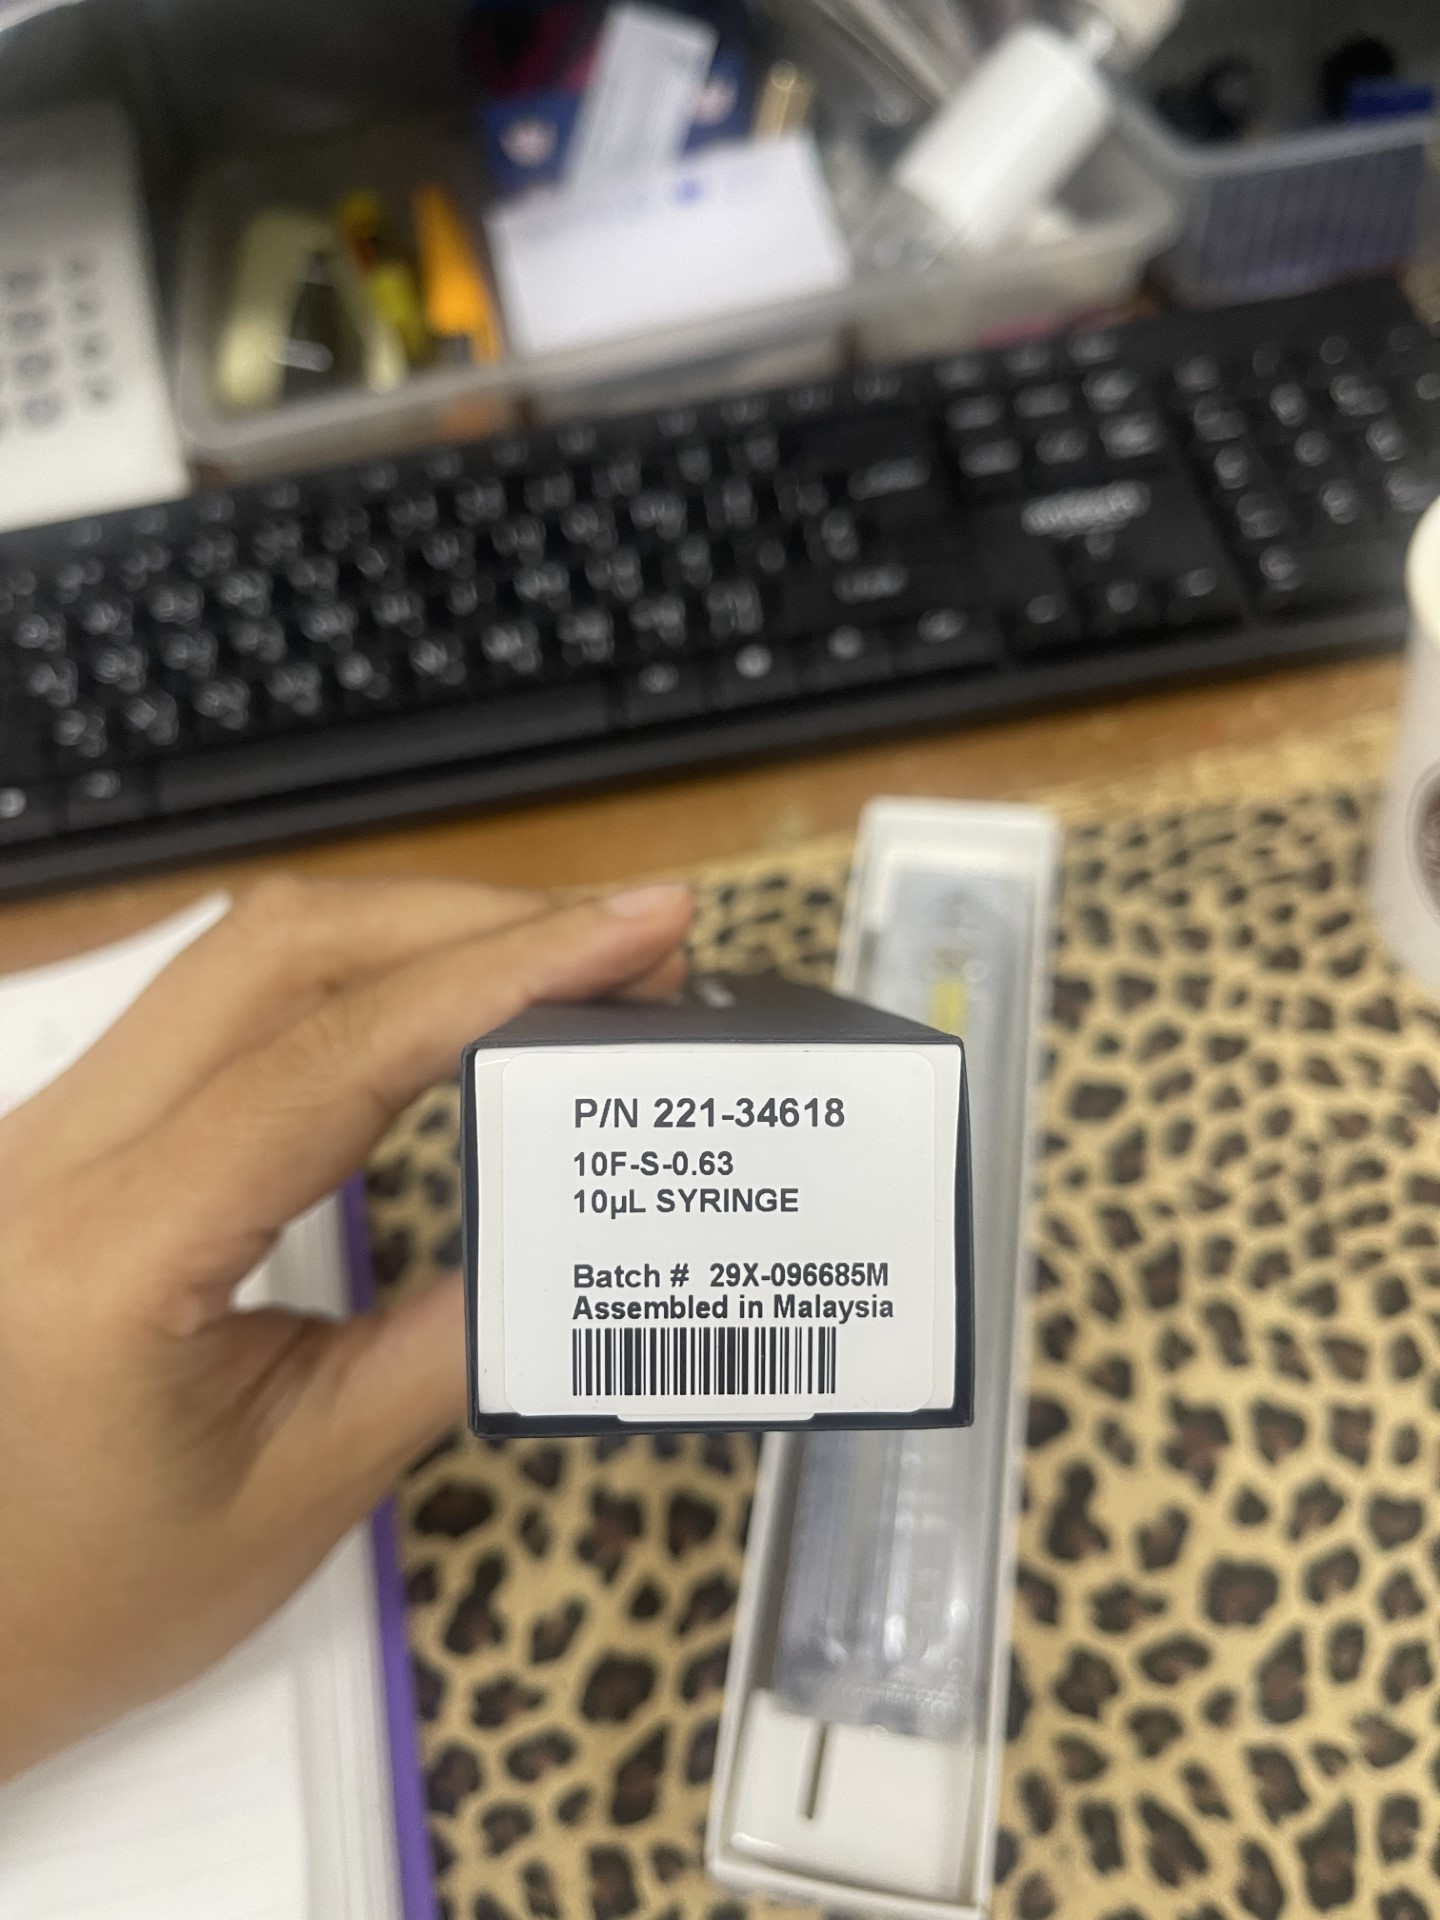 P/N 221-34618
10F-S-0.63
10µL SYRINGE
Batch # 29X-096685M
Assembled in Malaysia